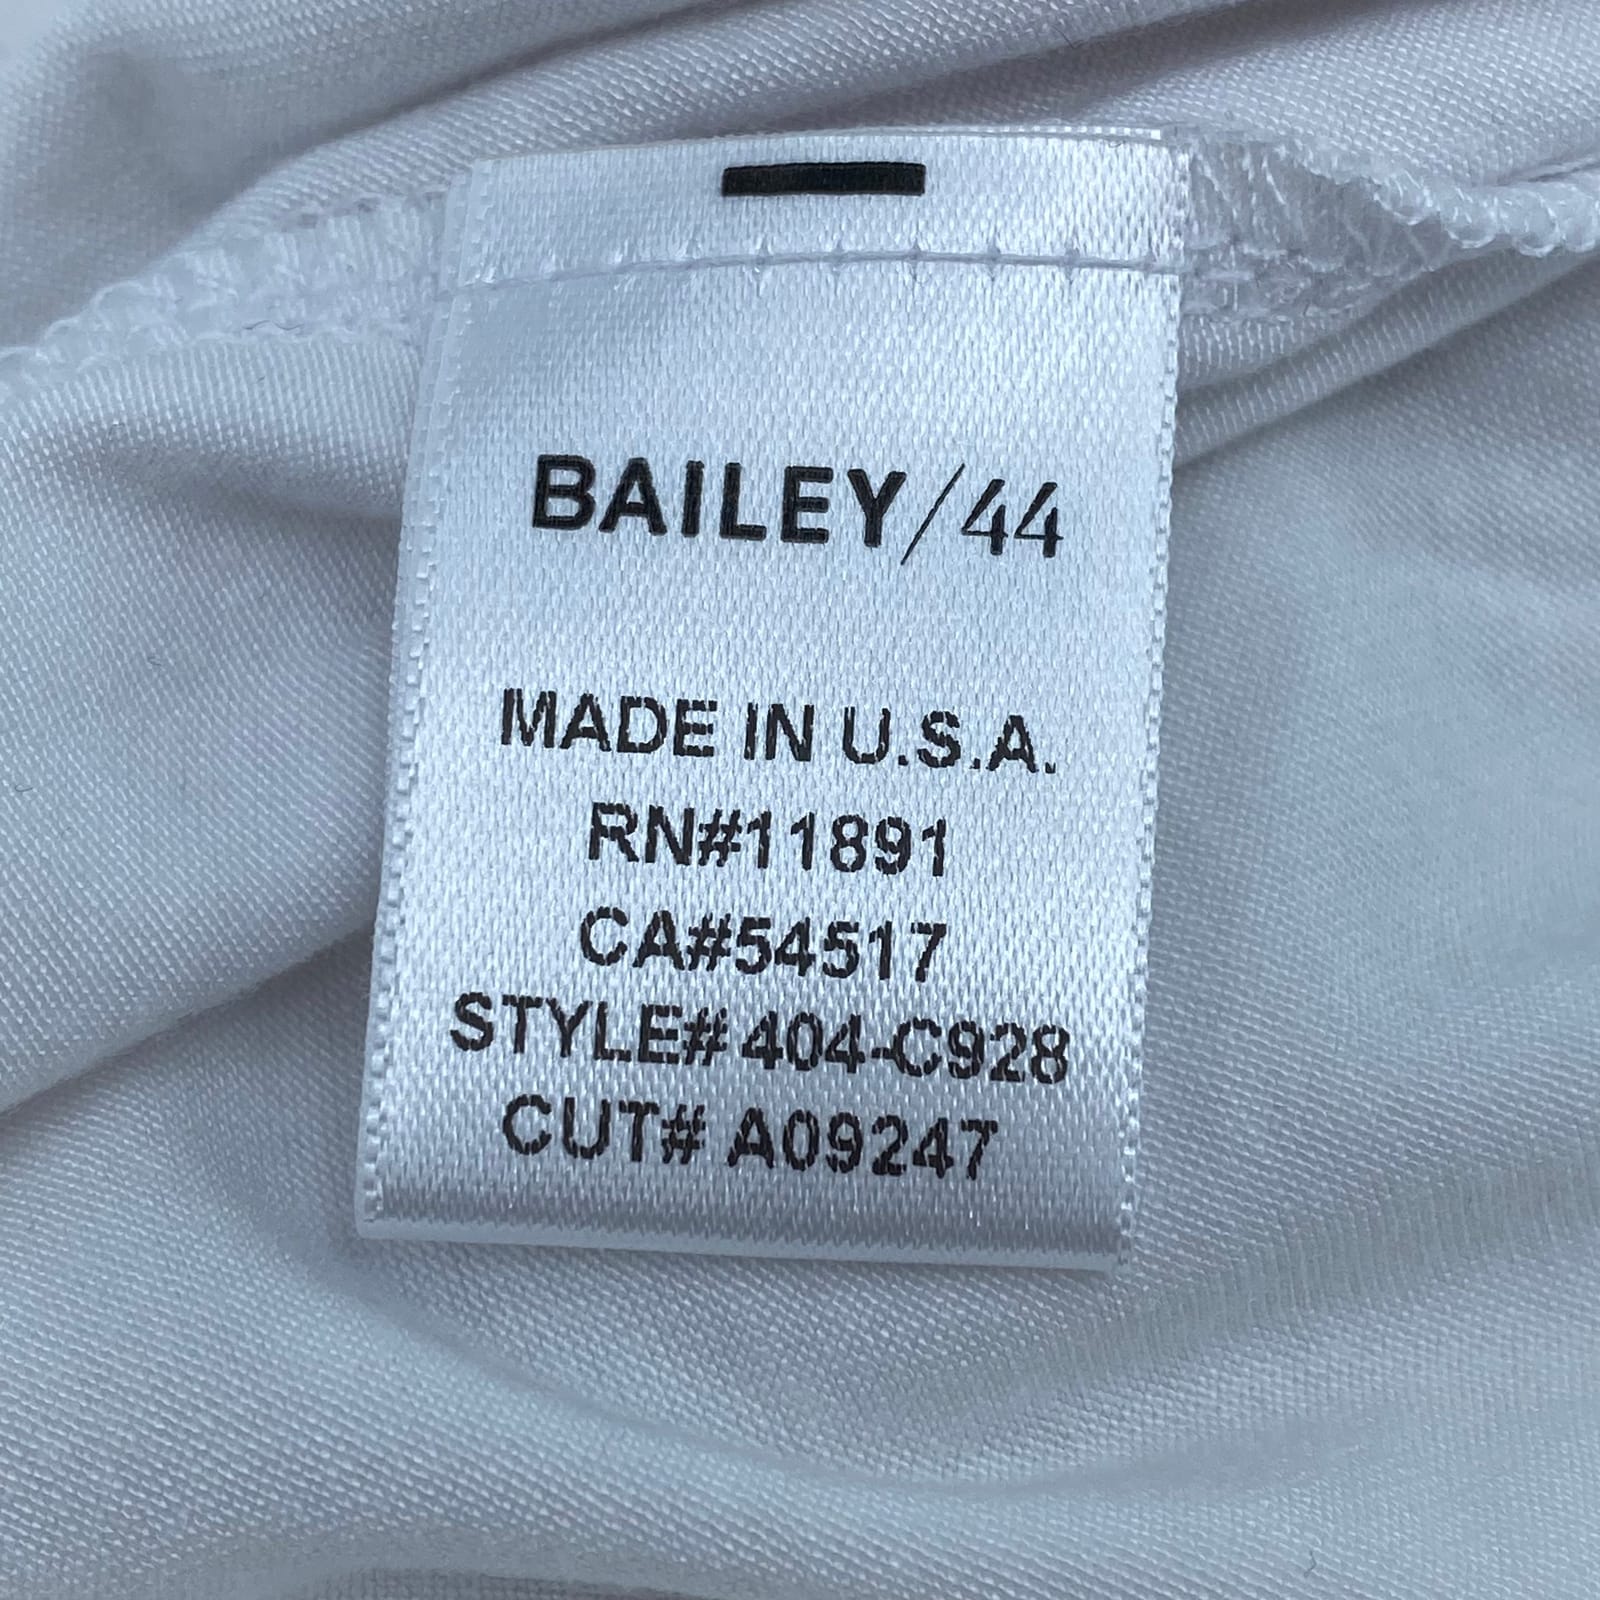 BAILEY/44
MADE IN U.S.A.
RN#11891
CA#54517
STYLE# 404-C928
CUT# A09247